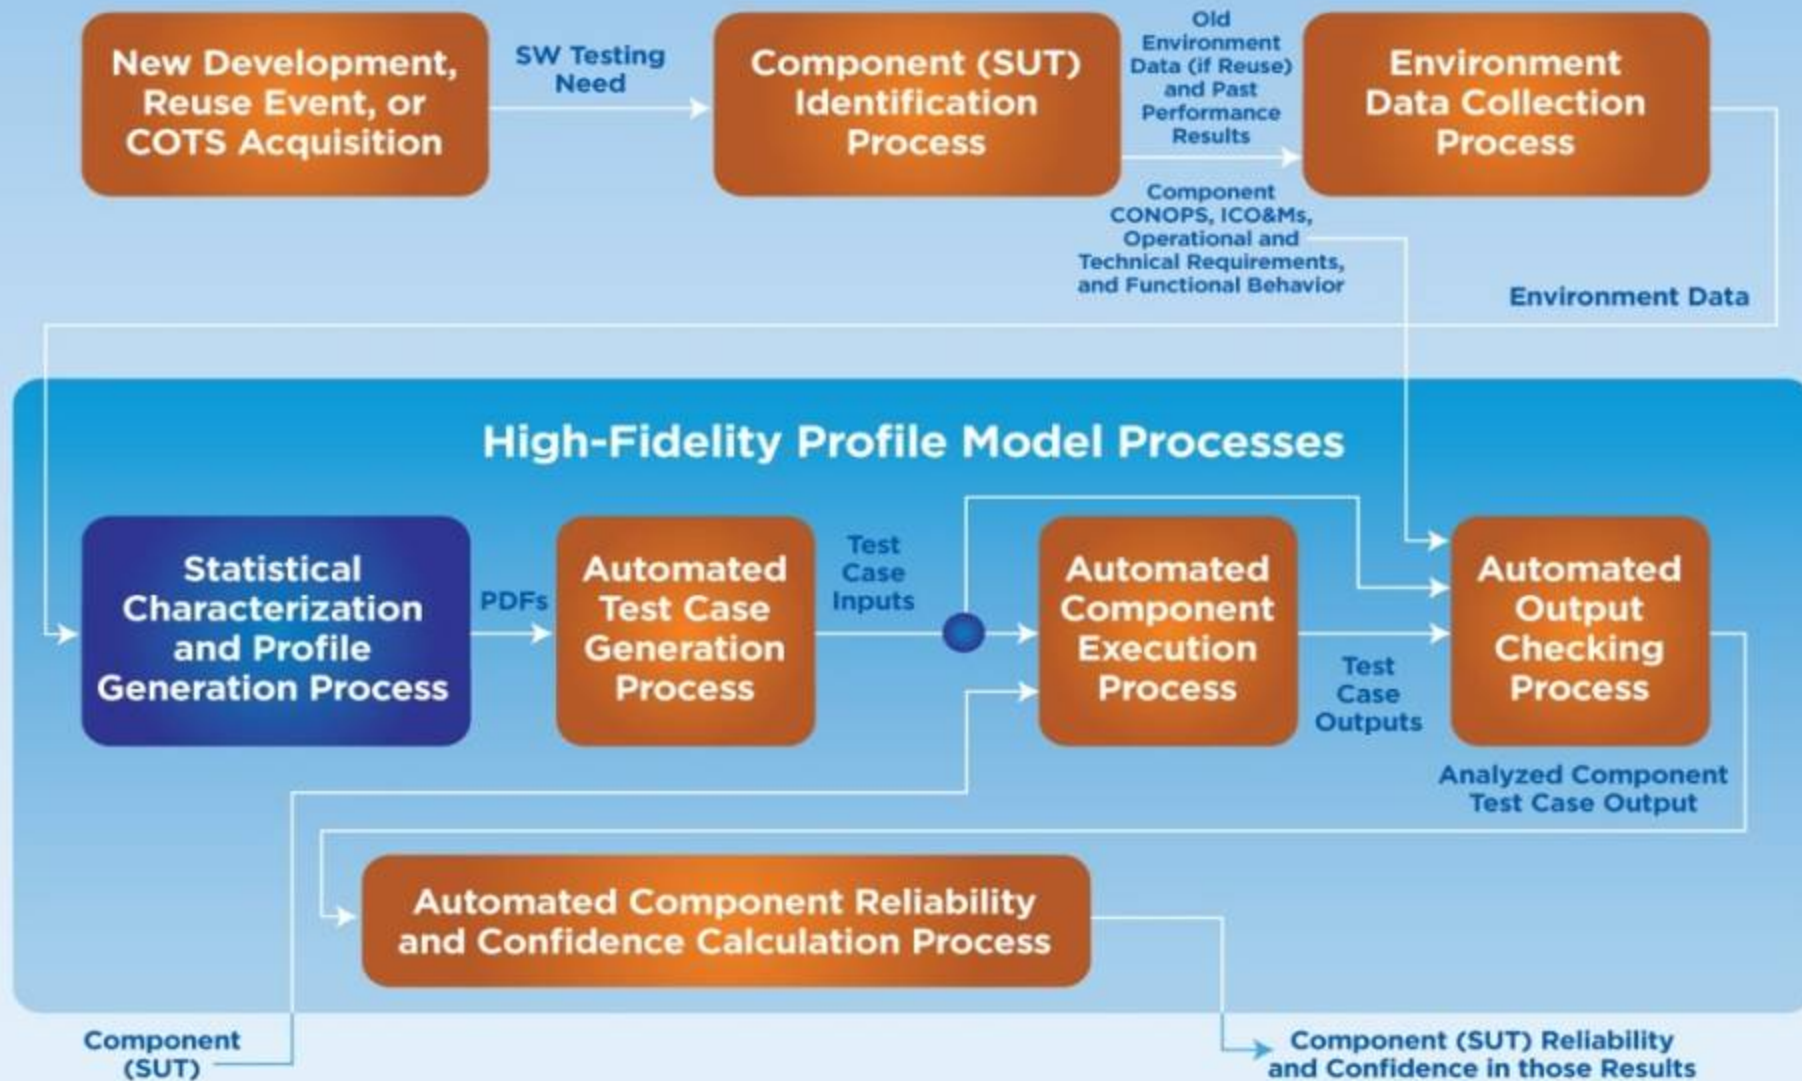 New Development,
Reuse Event, or
COTS Acquisition
SW Testing
Need
Component (SUT)
Identification
Process
Old
Environment
Data (if Reuse)
and Past
Performance
Results
Environment
Data Collection
Process
Component
CONOPS, ICO&Ms,
Operational and
Technical Requirements,
and Functional Behavior
Environment Data
High-Fidelity Profile Model Processes
Statistical
Characterization
and Profile
Generation Process
PDFs
Automated
Test Case
Generation
Process
Test
Case
Inputs
Automated
Component
Execution
Process
Test
Case
Outputs
Automated
Output
Checking
Process
Analyzed Component
Test Case Output
Automated Component Reliability
and Confidence Calculation Process
Component
(SUT)
Component (SUT) Reliability
and Confidence in those Results